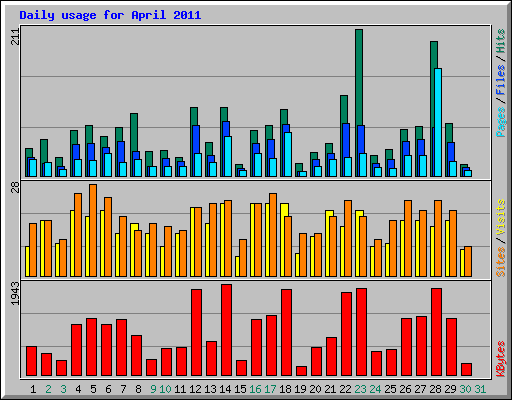 Daily usage for April 2011
211
Pages / Files / Hits
28
Sites / Visits
1943
KBytes
1 2 3 4 5 6 7 8 9 10 11 12 13 14 15 16 17 18 19 20 21 22 23 24 25 26 27 28 29 30 31